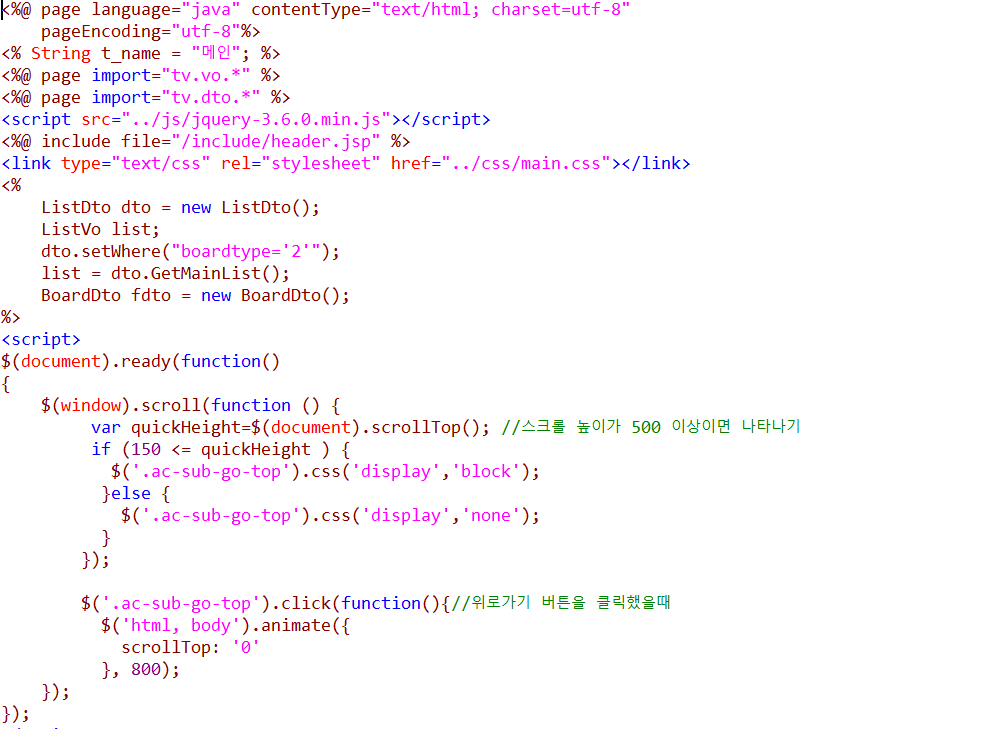 <%@ page language="java" contentType="text/html; charset=utf-8"
    pageEncoding="utf-8"%>
<% String t_name = "메인"; %>
<%@ page import="tv.vo.*" %>
<%@ page import="tv.dto.*" %>
<script src="../js/jquery-3.6.0.min.js"></script>
<%@ include file="/include/header.jsp" %>
<link type="text/css" rel="stylesheet" href="../css/main.css"></link>
<%
    ListDto dto = new ListDto();
    ListVo list;
    dto.setWhere("boardtype='2'");
    list = dto.GetMainList();
    BoardDto fdto = new BoardDto();
%>
<script>
$(document).ready(function()
{
    $(window).scroll(function () {
         var quickHeight=$(document).scrollTop(); //스크롤 높이가 500 이상이면 나타나기
         if (150 <= quickHeight ) {
           $('.ac-sub-go-top').css('display','block');
          }else {
            $('.ac-sub-go-top').css('display','none');
          }
        });
        $('.ac-sub-go-top').click(function(){//위로가기 버튼을 클릭했을때
          $('html, body').animate({
            scrollTop: '0'
          }, 800);
    });
});